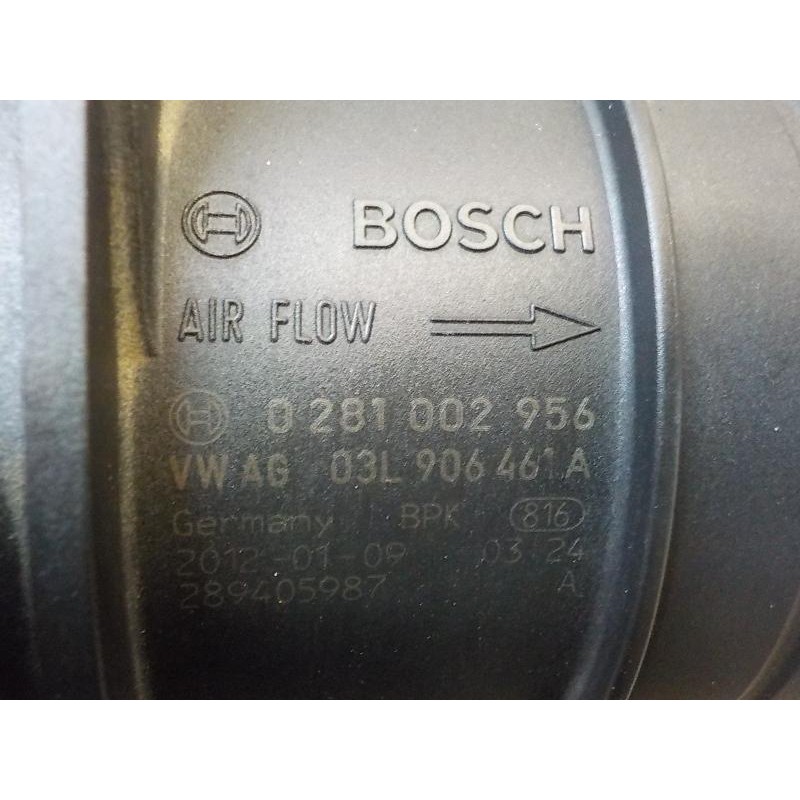 BOSCH
AIR FLOW
0 281 002 956
VW AG 03L 906 461 A
Germany BPK 816
2012-01-09 03 24
289405987 A